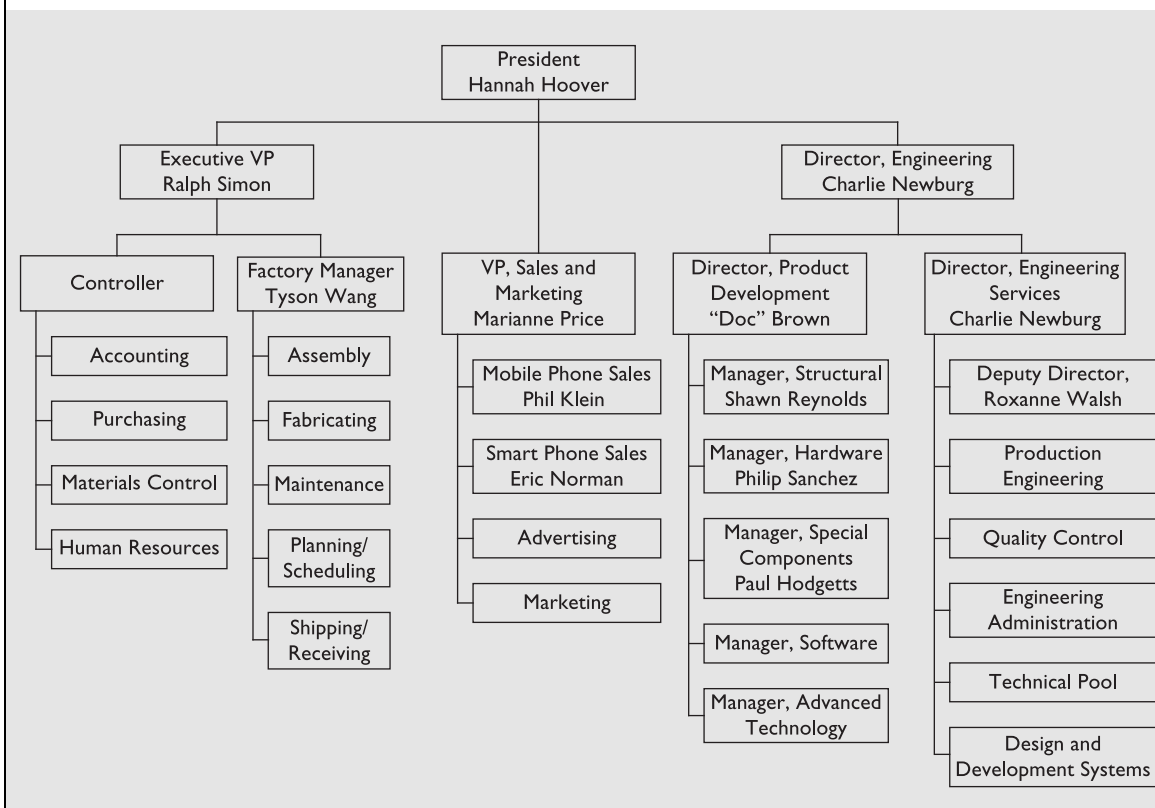 President
Hannah Hoover
Executive VP
Ralph Simon
Director, Engineering
Charlie Newburg
Controller
Factory Manager
Tyson Wang
VP, Sales and
Marketing
Marianne Price
Director, Product
Development
“Doc” Brown
Director, Engineering
Services
Charlie Newburg
Accounting
Purchasing
Materials Control
Human Resources
Assembly
Fabricating
Maintenance
Planning/
Scheduling
Shipping/
Receiving
Mobile Phone Sales
Phil Klein
Smart Phone Sales
Eric Norman
Advertising
Marketing
Manager, Structural
Shawn Reynolds
Manager, Hardware
Philip Sanchez
Manager, Special
Components
Paul Hodgetts
Manager, Software
Manager, Advanced
Technology
Deputy Director,
Roxanne Walsh
Production
Engineering
Quality Control
Engineering
Administration
Technical Pool
Design and
Development Systems